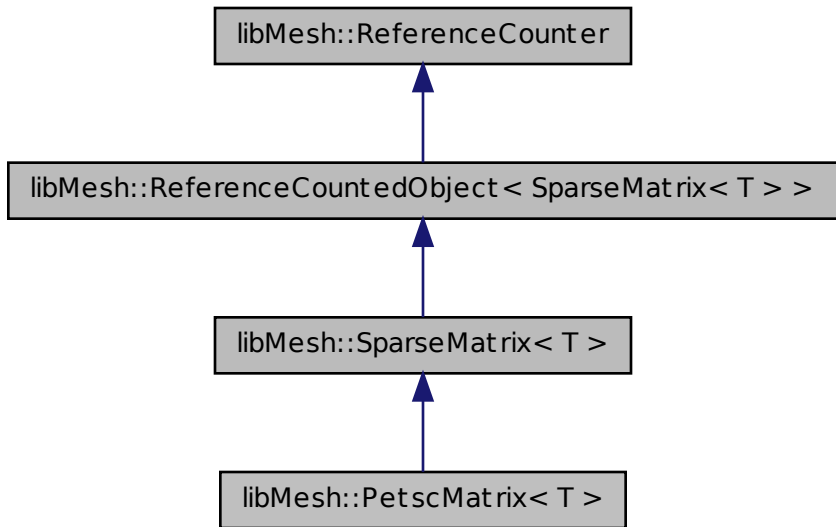 libMesh::ReferenceCounter
libMesh::ReferenceCountedObject< SparseMatrix< T > >
libMesh::SparseMatrix< T >
libMesh::PetscMatrix< T >